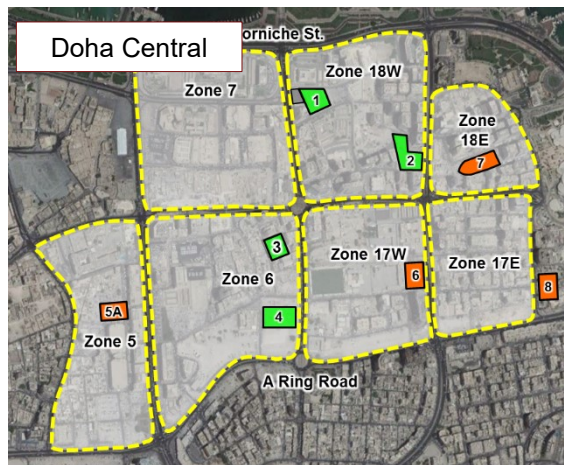 Doha Central
orniche St.
Zone 7
Zone 18W
1
Zone
18E
2
7
3
Zone 6
Zone 17W
Zone 17E
6
8
5A
4
Zone 5
A Ring Road